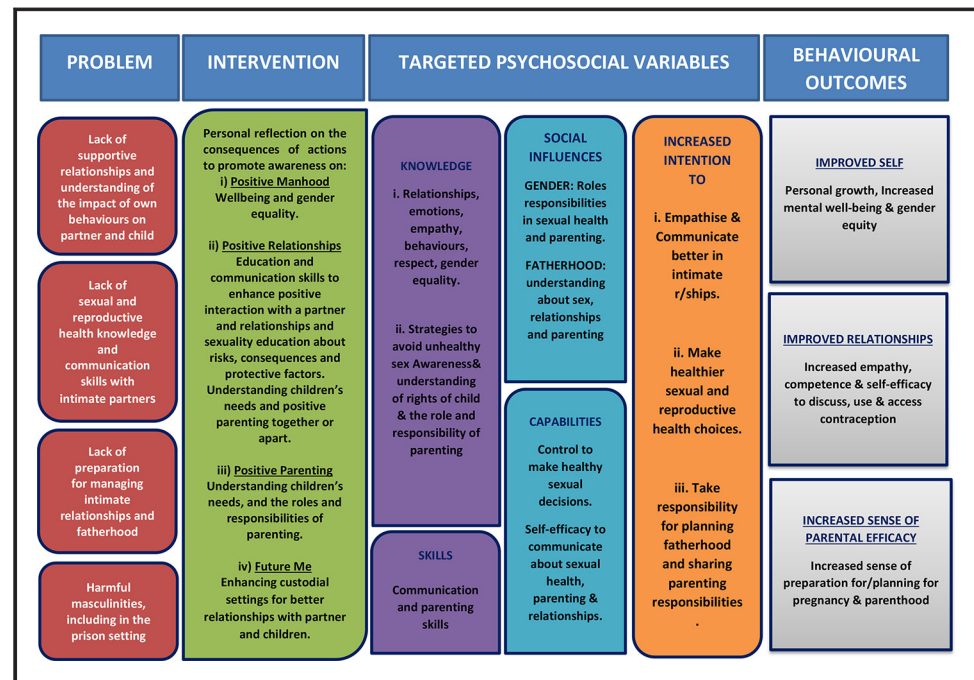 PROBLEM
INTERVENTION
TARGETED PSYCHOSOCIAL VARIABLES
BEHAVIOURAL
OUTCOMES
Lack of
supportive
relationships and
understanding of
the impact of own
behaviours on
partner and child
Lack of
sexual and
reproductive
health knowledge
and
communication
skills with
intimate partners
Lack of
preparation
for managing
intimate
relationships and
fatherhood
Harmful
masculinities,
including in the
prison setting
Personal reflection on the
consequences of actions
to promote awareness on:
i) Positive Manhood
Wellbeing and gender
equality.
ii) Positive Relationships
Education and
communication skills to
enhance positive
interaction with a partner
and relationships and
sexuality education about
risks, consequences and
protective factors.
Understanding children's
needs and positive
parenting together or
apart.
iii) Positive Parenting
Understanding children's
needs, and the roles and
responsibilities of
parenting.
iv) Future Me
Enhancing custodial
settings for better
relationships with partner
and children.
KNOWLEDGE
i. Relationships,
emotions,
empathy,
behaviours,
respect, gender
equality.
ii. Strategies to
avoid unhealthy
sex Awareness&
understanding
of rights of child
& the role and
responsibility of
parenting
SKILLS
Communication
and parenting
skills
SOCIAL
INFLUENCES
GENDER: Roles
responsibilities
in sexual health
and parenting.
FATHERHOOD:
understanding
about sex,
relationships
and parenting
CAPABILITIES
Control to
make healthy
sexual
decisions.
Self-efficacy to
communicate
about sexual
health,
parenting &
relationships.
INCREASED
INTENTION
TO
i. Empathise &
Communicate
better in
intimate
r/ships.
ii. Make
healthier
sexual and
reproductive
health choices.
iii. Take
responsibility
for planning
fatherhood
and sharing
parenting
responsibilities
.
IMPROVED SELF
Personal growth, Increased
mental well-being & gender
equity
IMPROVED RELATIONSHIPS
Increased empathy,
competence & self-efficacy
to discuss, use & access
contraception
INCREASED SENSE OF
PARENTAL EFFICACY
Increased sense of
preparation for/planning for
pregnancy & parenthood